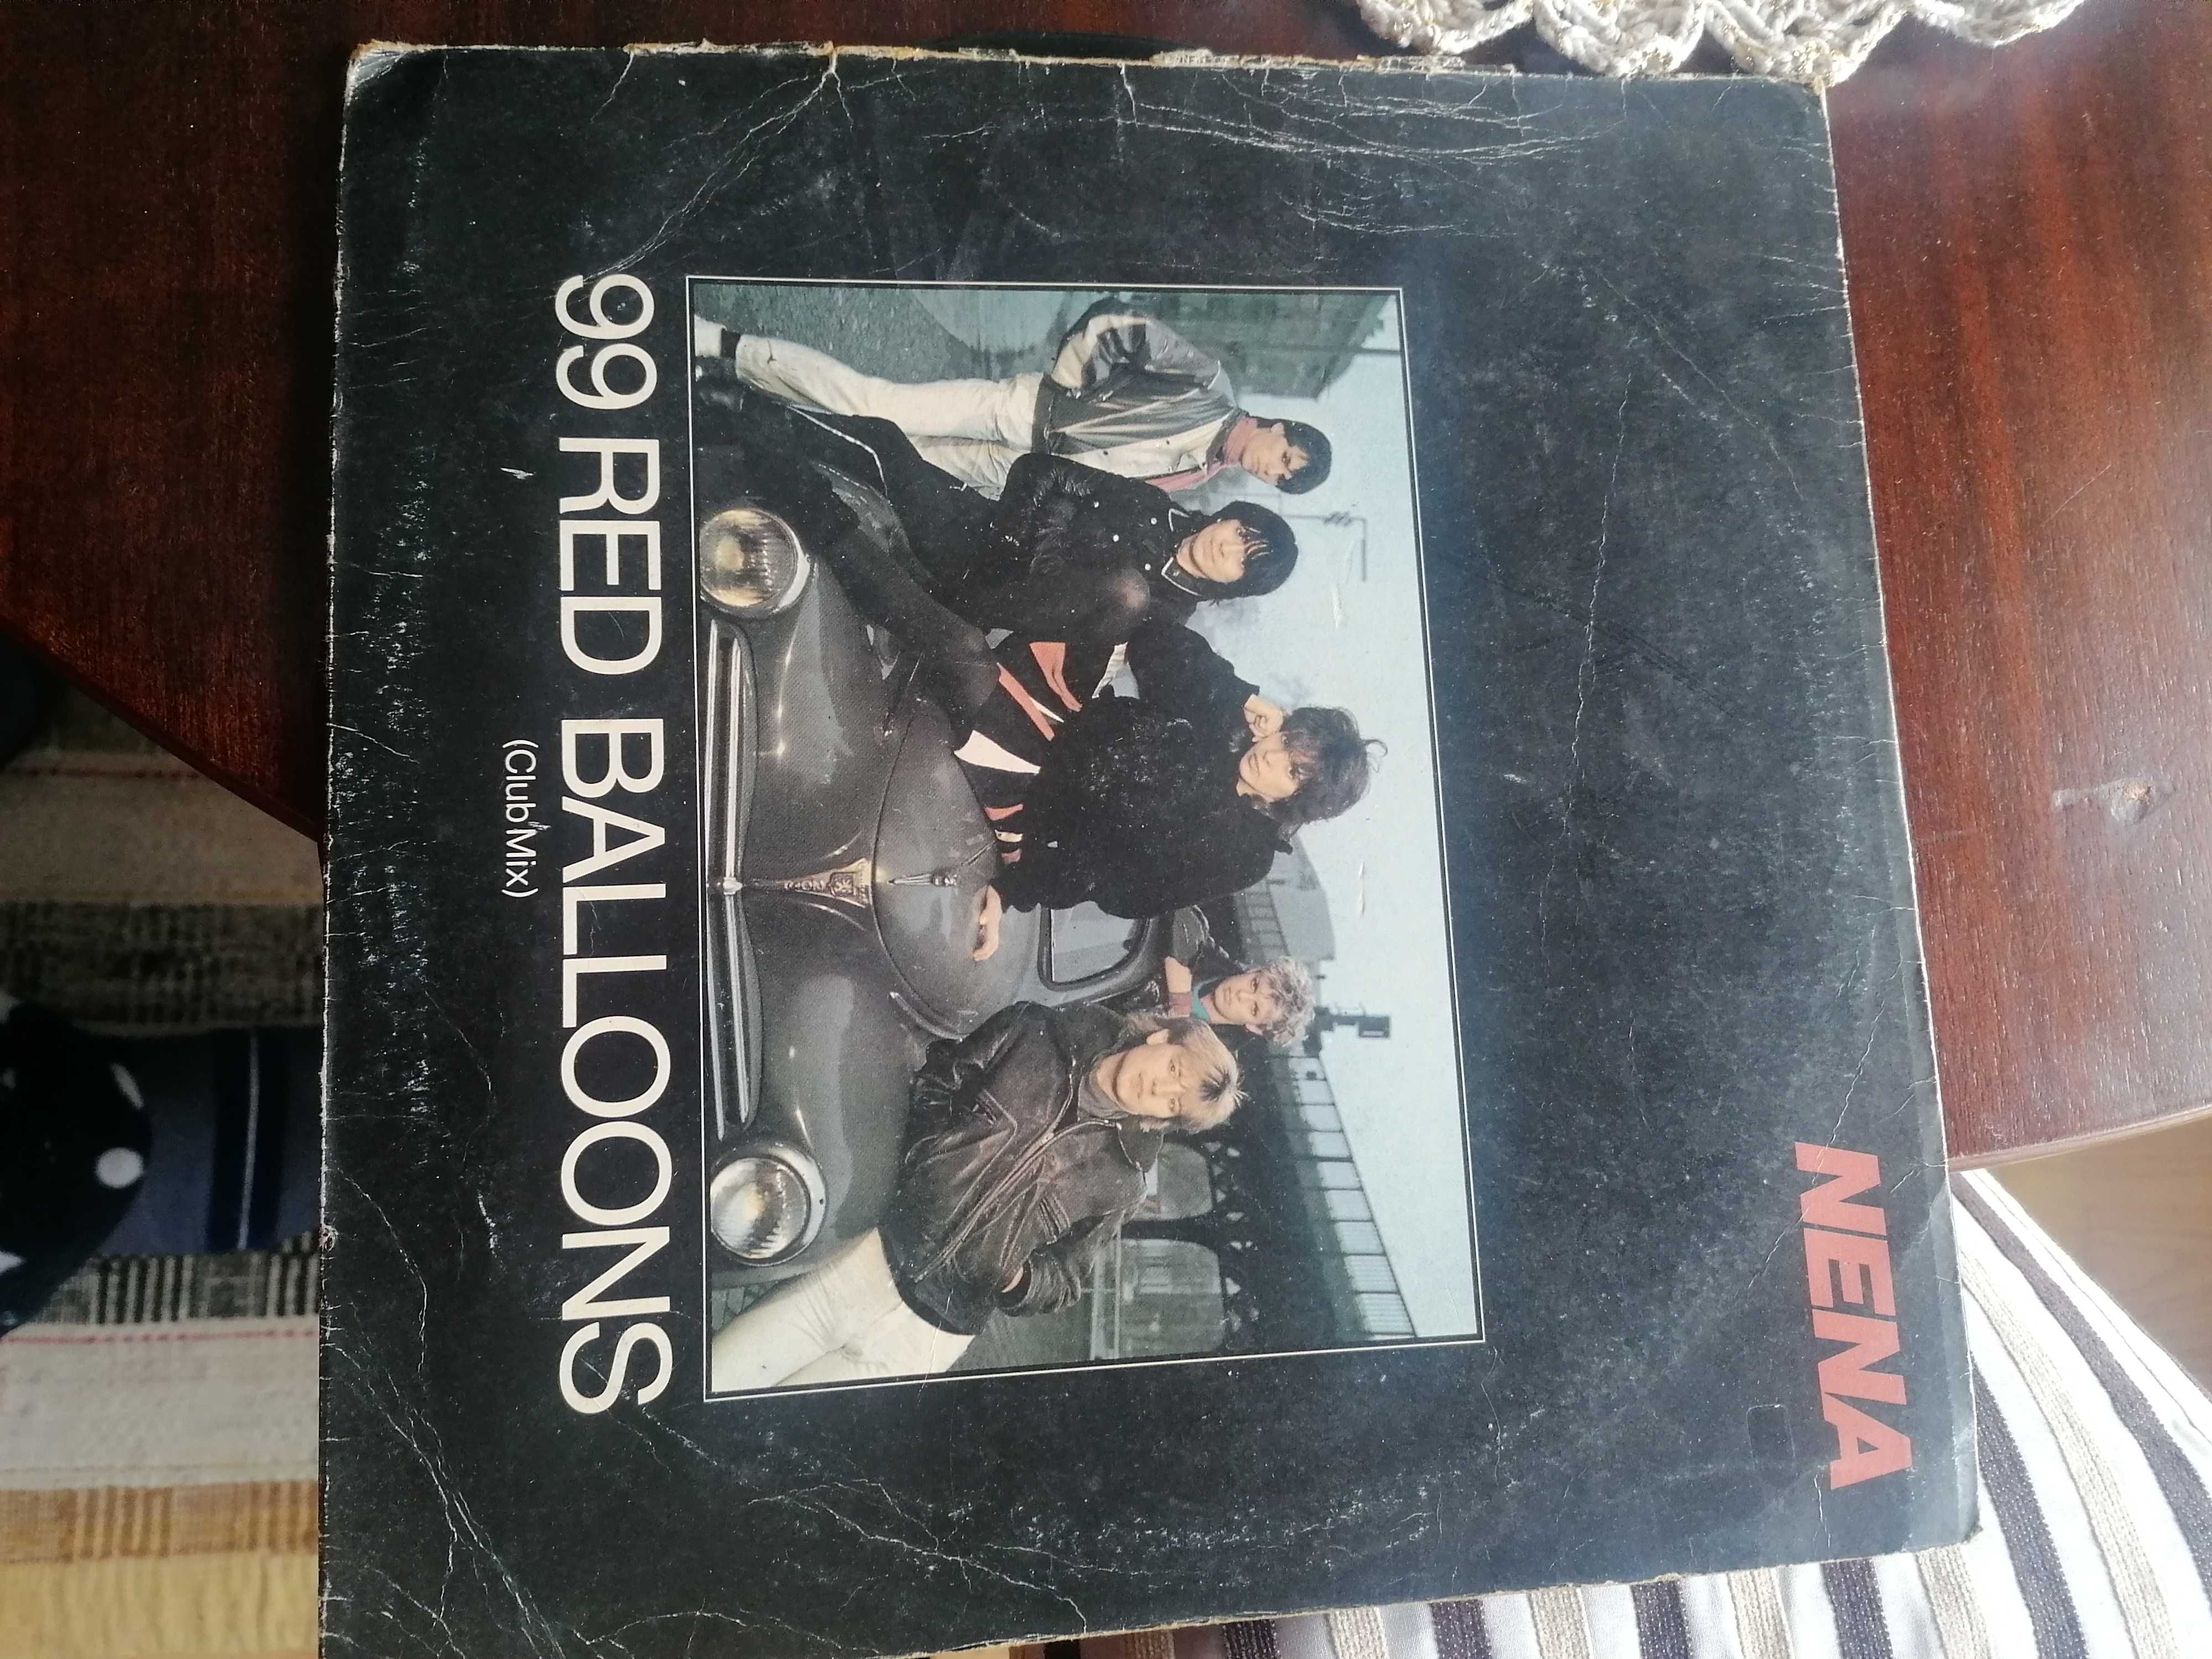 NENA
99 RED BALLOONS
(Club Mix)